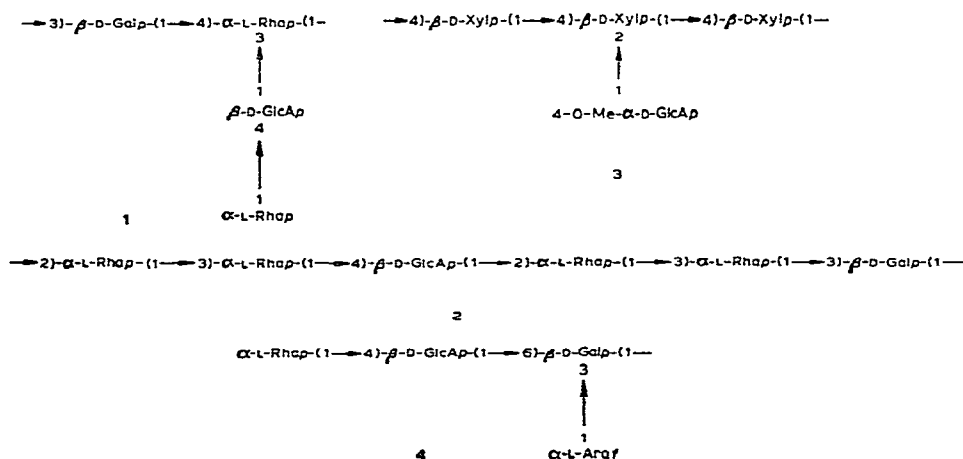 →3)-β-D-Galp-(1→4)-α-L-Rhap-(1—
3
1
β-D-GlcAp
4
1
α-L-Rhap
1
→4)-β-D-Xylp-(1→4)-β-D-Xylp-(1→4)-β-D-Xylp-(1—
2
1
4-O-Me-α-D-GlcAp
3
→2)-α-L-Rhap-(1→3)-α-L-Rhap-(1→4)-β-D-GlcAp-(1→2)-α-L-Rhap-(1→3)-α-L-Rhap-(1→3)-β-D-Galp-(1—
2
α-L-Rhap-(1→4)-β-D-GlcAp-(1→6)-β-D-Galp-(1—
3
1
α-L-Araf
4